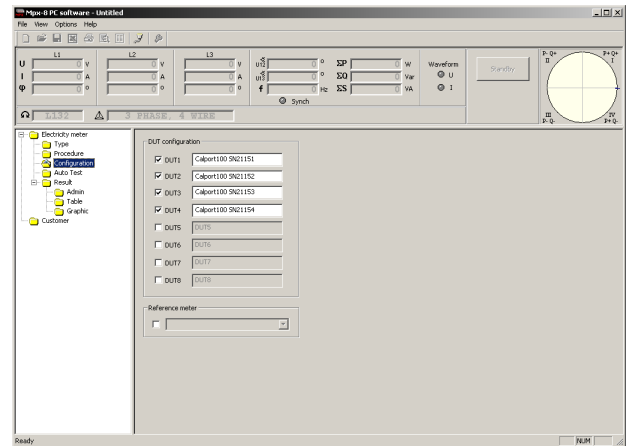 Mpx-8 PC software - Untitled
File View Options Help
L1 L2 L3
U 0 V 0 V 0 V U12 0 ° ΣP 0 W Waveform
I 0 A 0 A 0 A U13 0 ° ΣQ 0 Var U
φ 0 ° 0 ° 0 ° f 0 Hz ΣS 0 VA I
Synch
Standby
P- Q+ P+ Q+
II I
III IV
P- Q- P+ Q-
L132 3 PHASE, 4 WIRE
Electricity meter
Type
Procedure
Configuration
Auto Test
Result
Admin
Table
Graphic
Customer
DUT configuration
DUT1 Calport100 SN21151
DUT2 Calport100 SN21152
DUT3 Calport100 SN21153
DUT4 Calport100 SN21154
DUT5 DUT5
DUT6 DUT6
DUT7 DUT7
DUT8 DUT8
Reference meter
Ready NUM